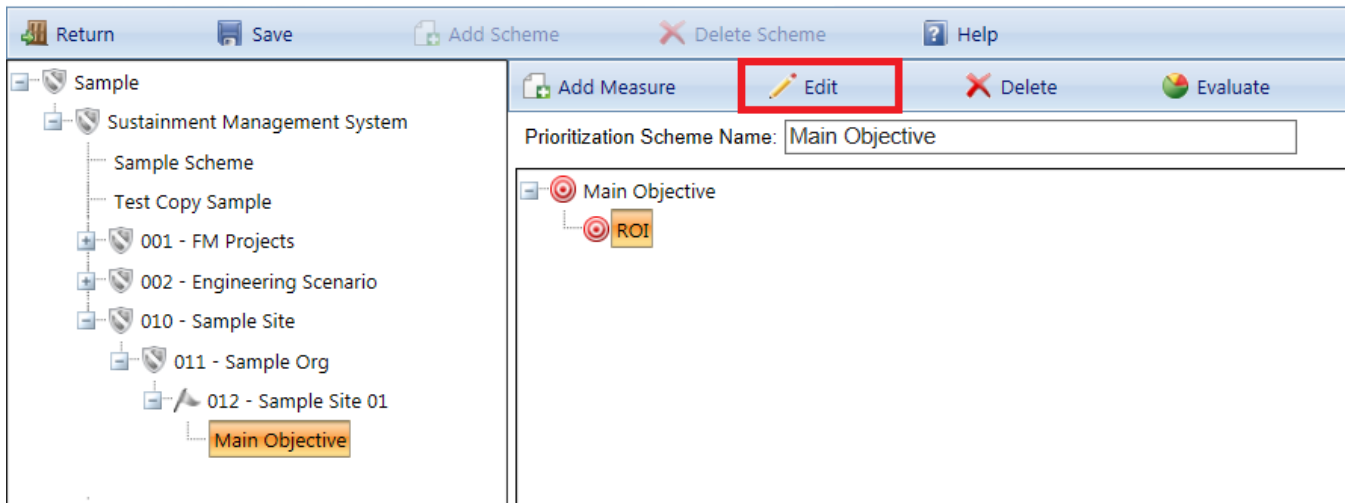 Return Save Add Scheme Delete Scheme Help
Sample
Sustainment Management System
Sample Scheme
Test Copy Sample
001 - FM Projects
002 - Engineering Scenario
010 - Sample Site
011 - Sample Org
012 - Sample Site 01
Main Objective
Add Measure Edit Delete Evaluate
Prioritization Scheme Name: Main Objective
Main Objective
ROI